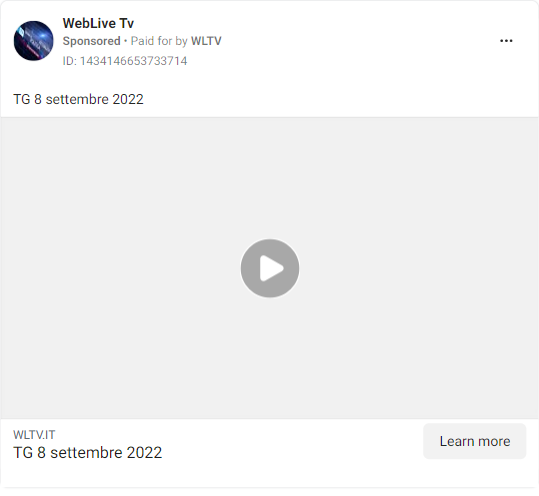 WebLive Tv
Sponsored • Paid for by WLTV
ID: 1434146653733714
TG 8 settembre 2022
WLTV.IT
TG 8 settembre 2022
Learn more